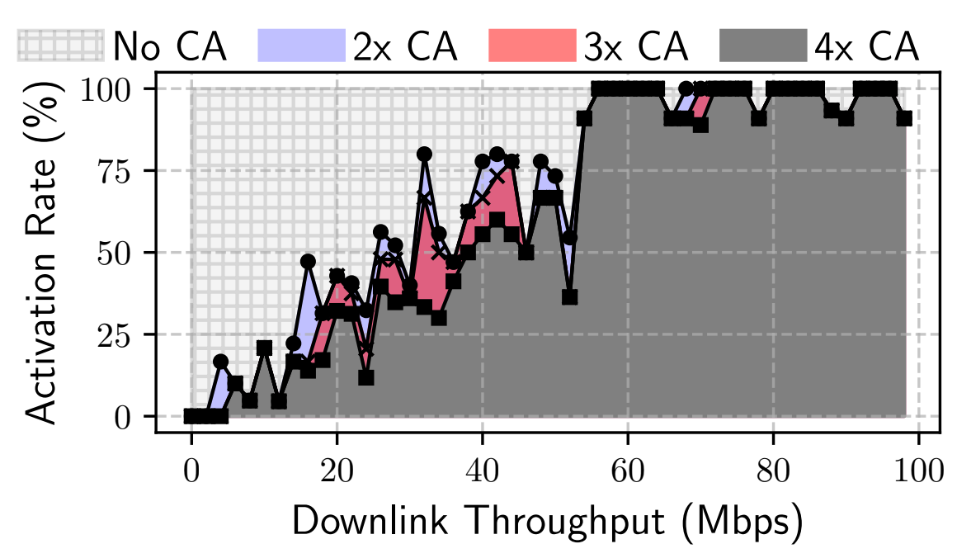 No CA 2x CA 3x CA 4x CA
Activation Rate (%)
100
75
50
25
0
0 20 40 60 80 100
Downlink Throughput (Mbps)